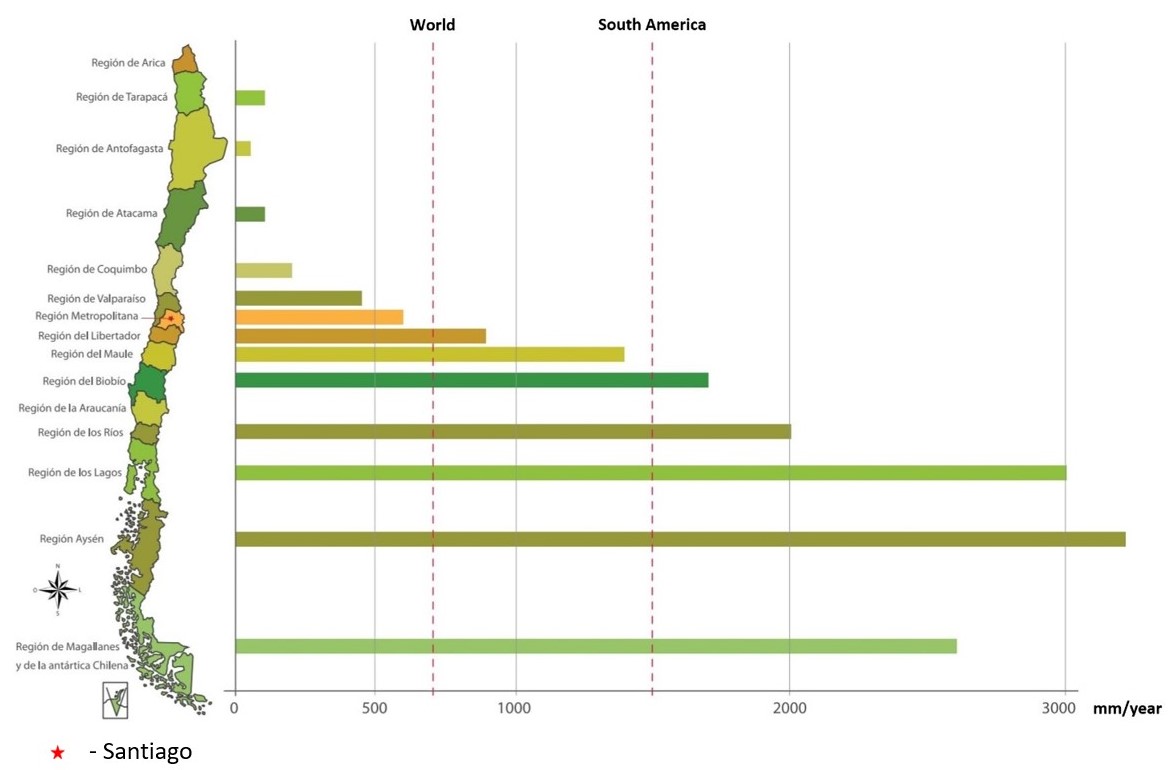 World
South America
Región de Arica
Región de Tarapacá
Región de Antofagasta
Región de Atacama
Región de Coquimbo
Región de Valparaíso
Región Metropolitana
Región del Libertador
Región del Maule
Región del Biobío
Región de la Araucanía
Región de los Ríos
Región de los Lagos
Región Aysén
N
O
L
S
Región de Magallanes
y de la antártica Chilena
0
500
1000
2000
3000
mm/year
- Santiago